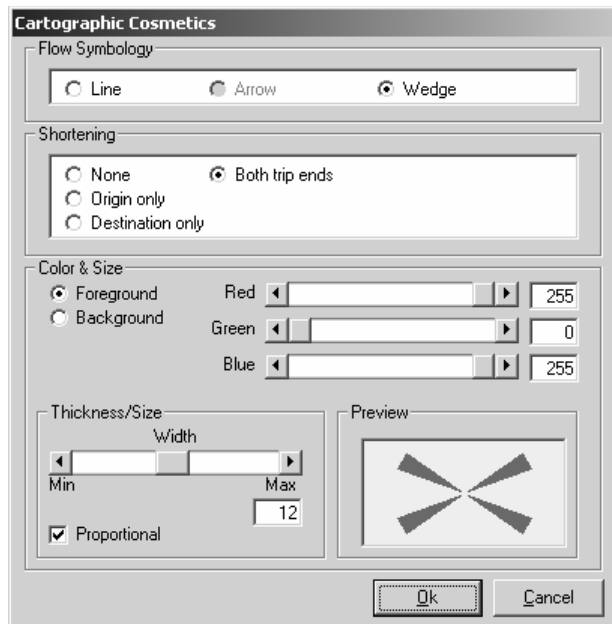 Cartographic Cosmetics
Flow Symbology
Line Arrow Wedge
Shortening
None Both trip ends
Origin only
Destination only
Color & Size
Foreground Red 255
Background Green 0
Blue 255
Thickness/Size Preview
Width
Min Max
12
Proportional
Ok Cancel